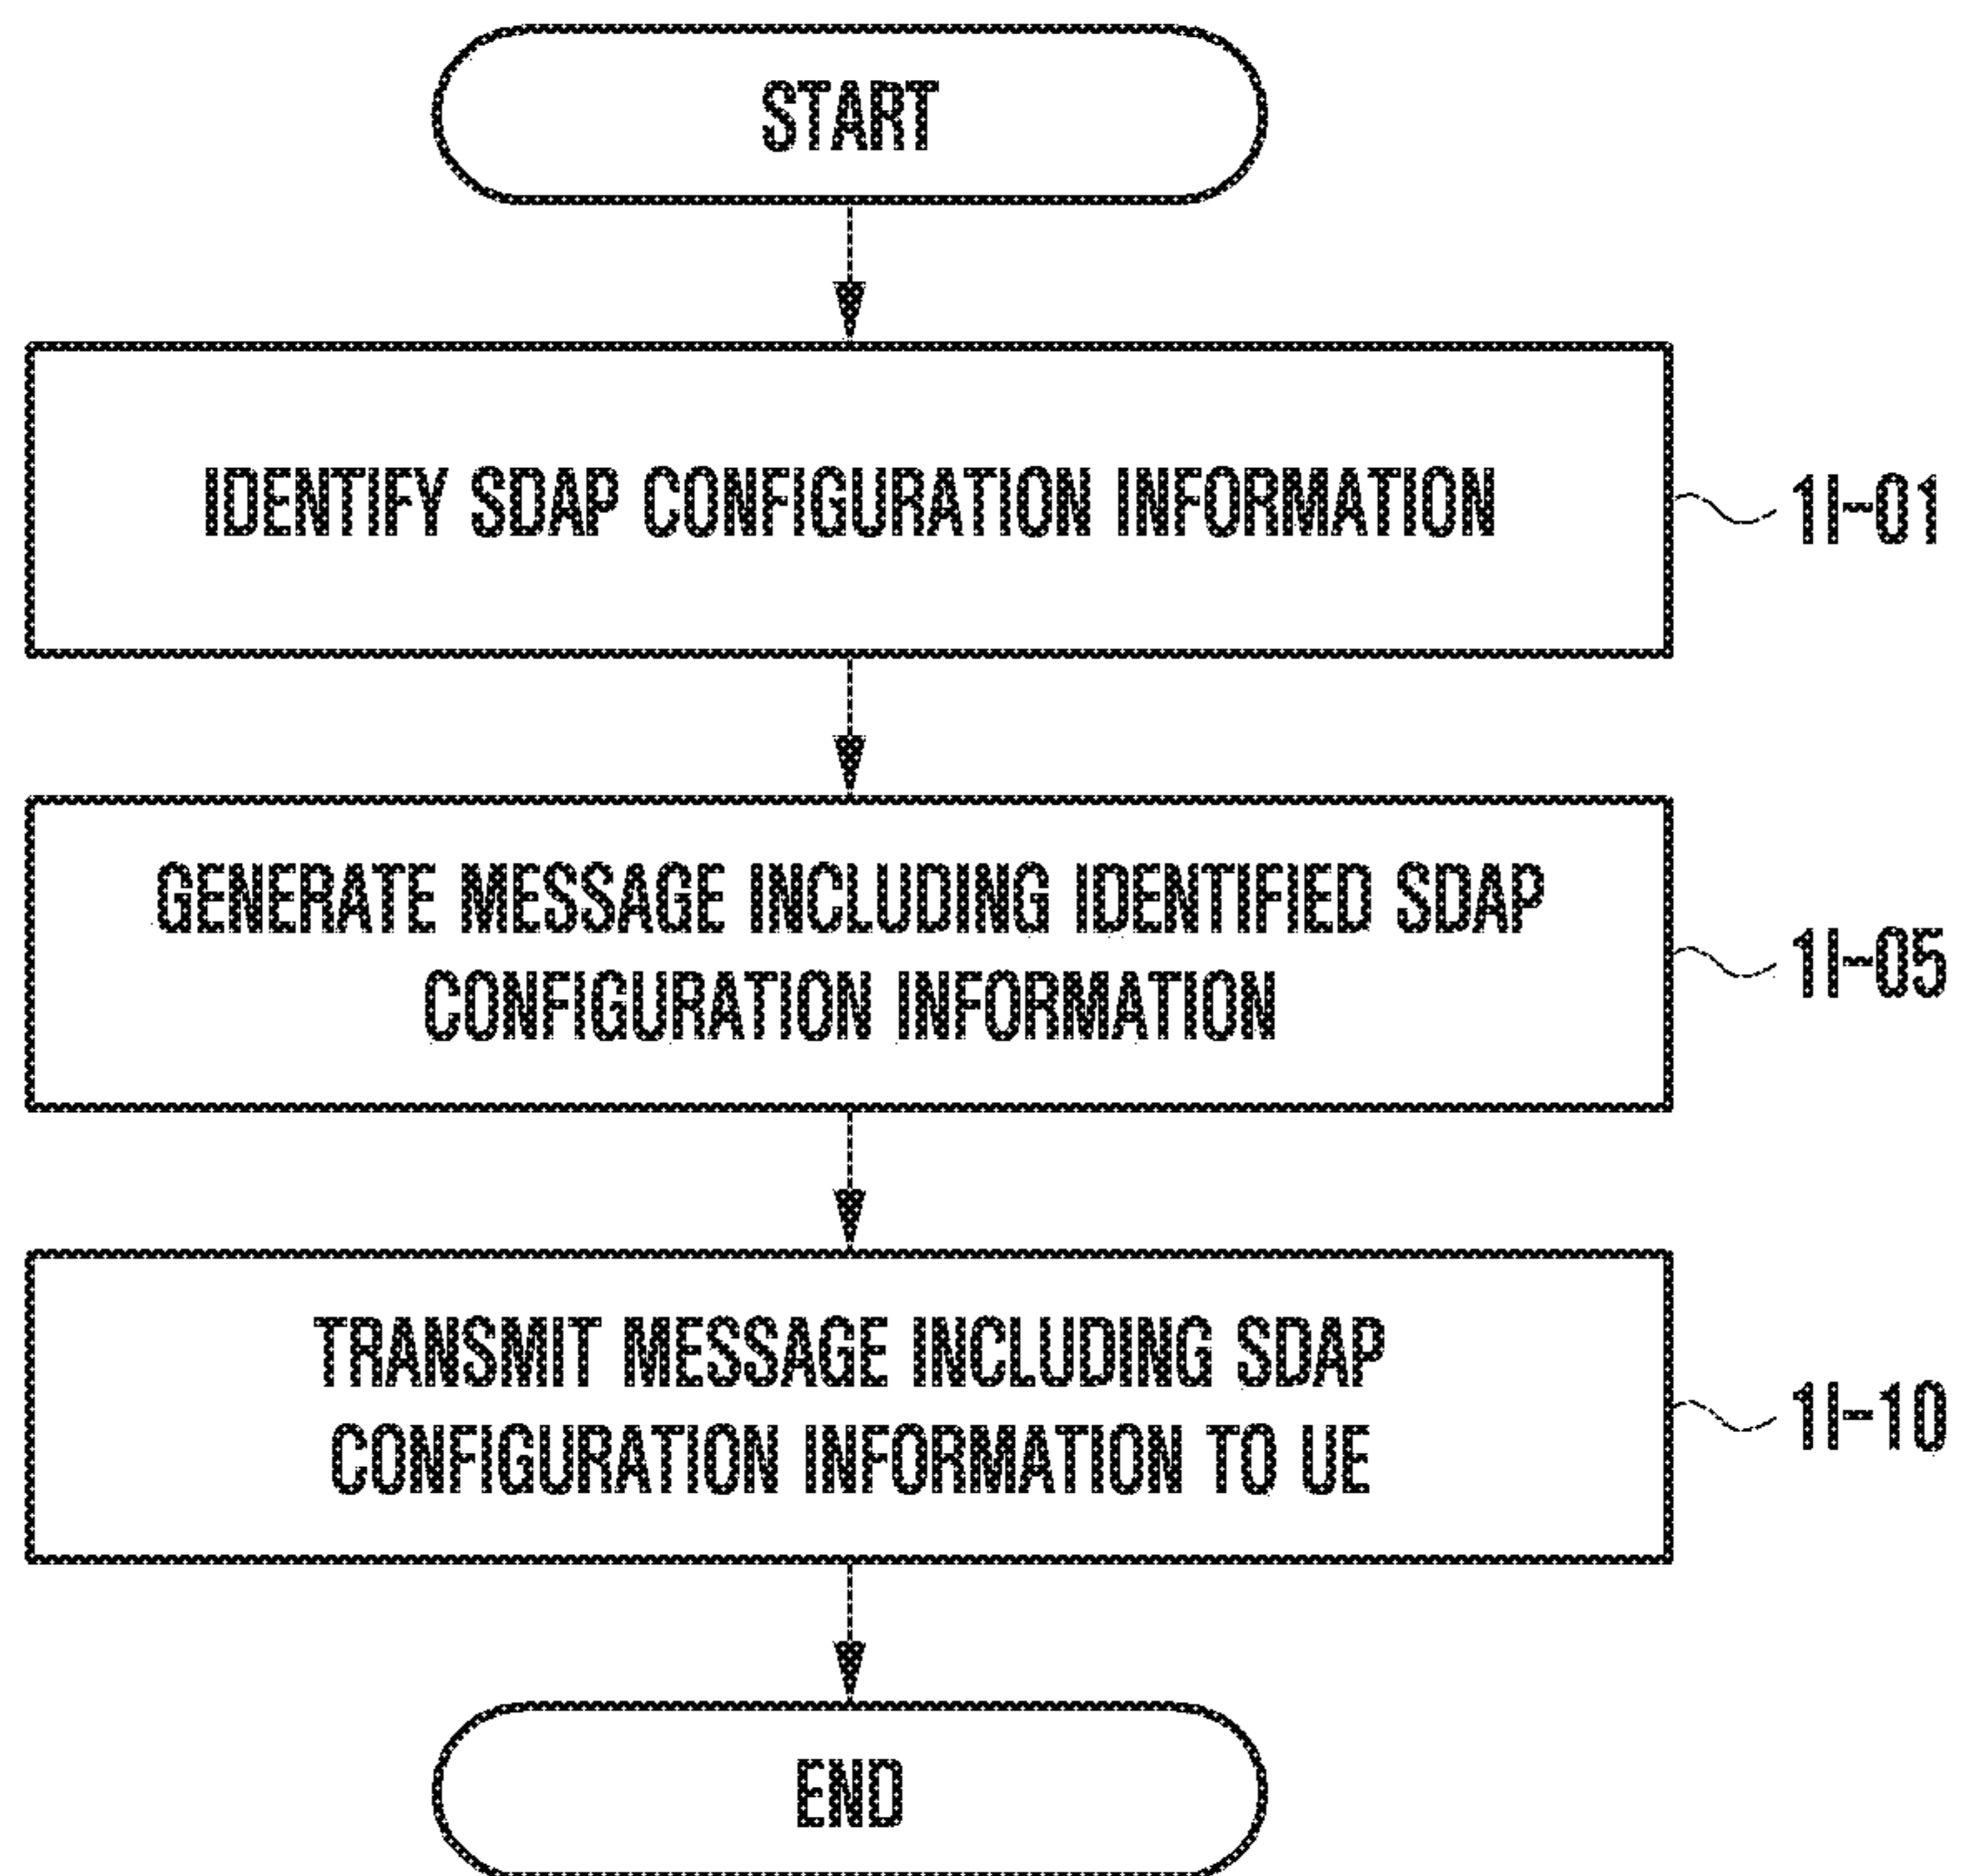 START
IDENTIFY SDAP CONFIGURATION INFORMATION
1I-01
GENERATE MESSAGE INCLUDING IDENTIFIED SDAP
CONFIGURATION INFORMATION
1I-05
TRANSMIT MESSAGE INCLUDING SDAP
CONFIGURATION INFORMATION TO UE
1I-10
END